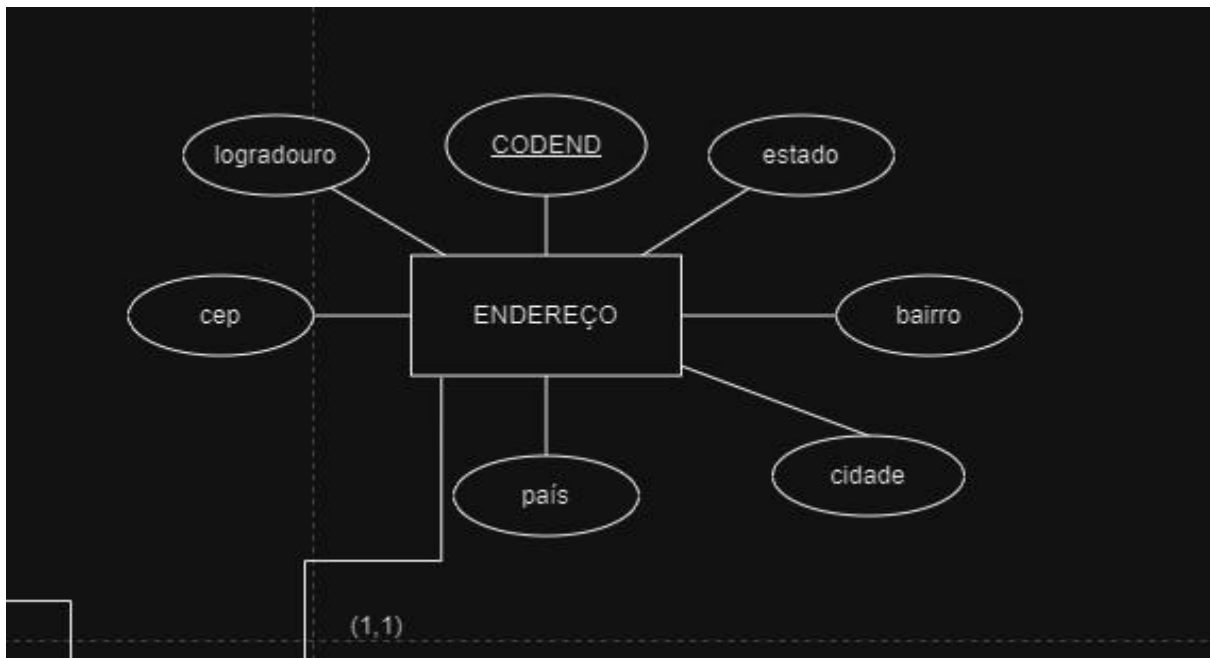 CODEND
logradouro
estado
cep
ENDEREÇO
bairro
cidade
país
(1,1)